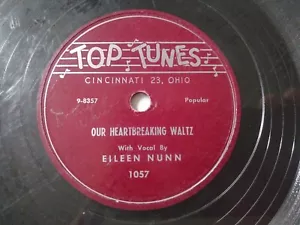 TOP TUNES
CINCINNATI 23, OHIO
9-8357 Popular
OUR HEARTBREAKING WALTZ
With Vocal By
EILEEN NUNN
1057